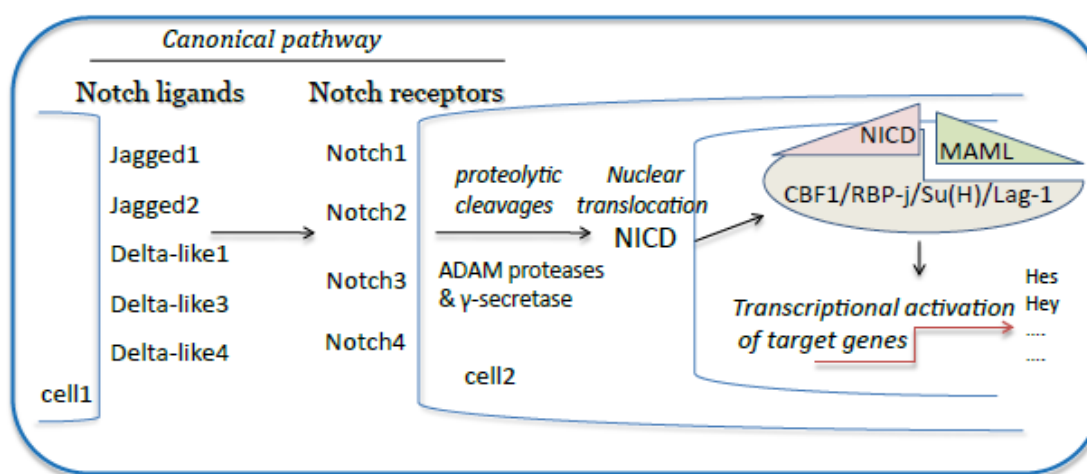 Canonical pathway
Notch ligands
Notch receptors
Jagged1
Jagged2
Delta-like1
Delta-like3
Delta-like4
cell1
Notch1
Notch2
Notch3
Notch4
proteolytic
cleavages
ADAM proteases
& γ-secretase
cell2
Nuclear
translocation
NICD
NICD
MAML
CBF1/RBP-j/Su(H)/Lag-1
Transcriptional activation
of target genes
Hes
Hey
....
....